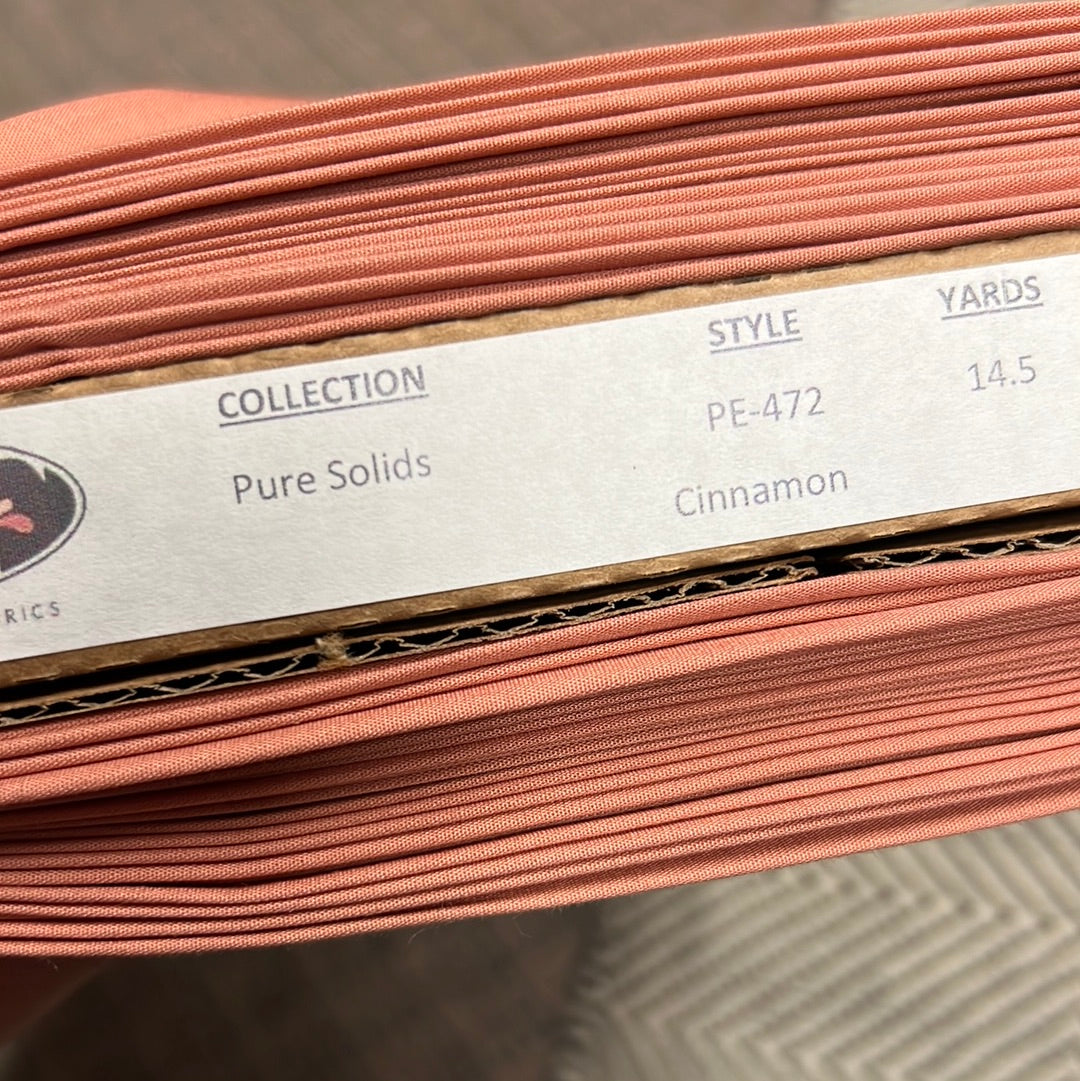 COLLECTION STYLE YARDS
Pure Solids PE-472 14.5
Cinnamon
RICS